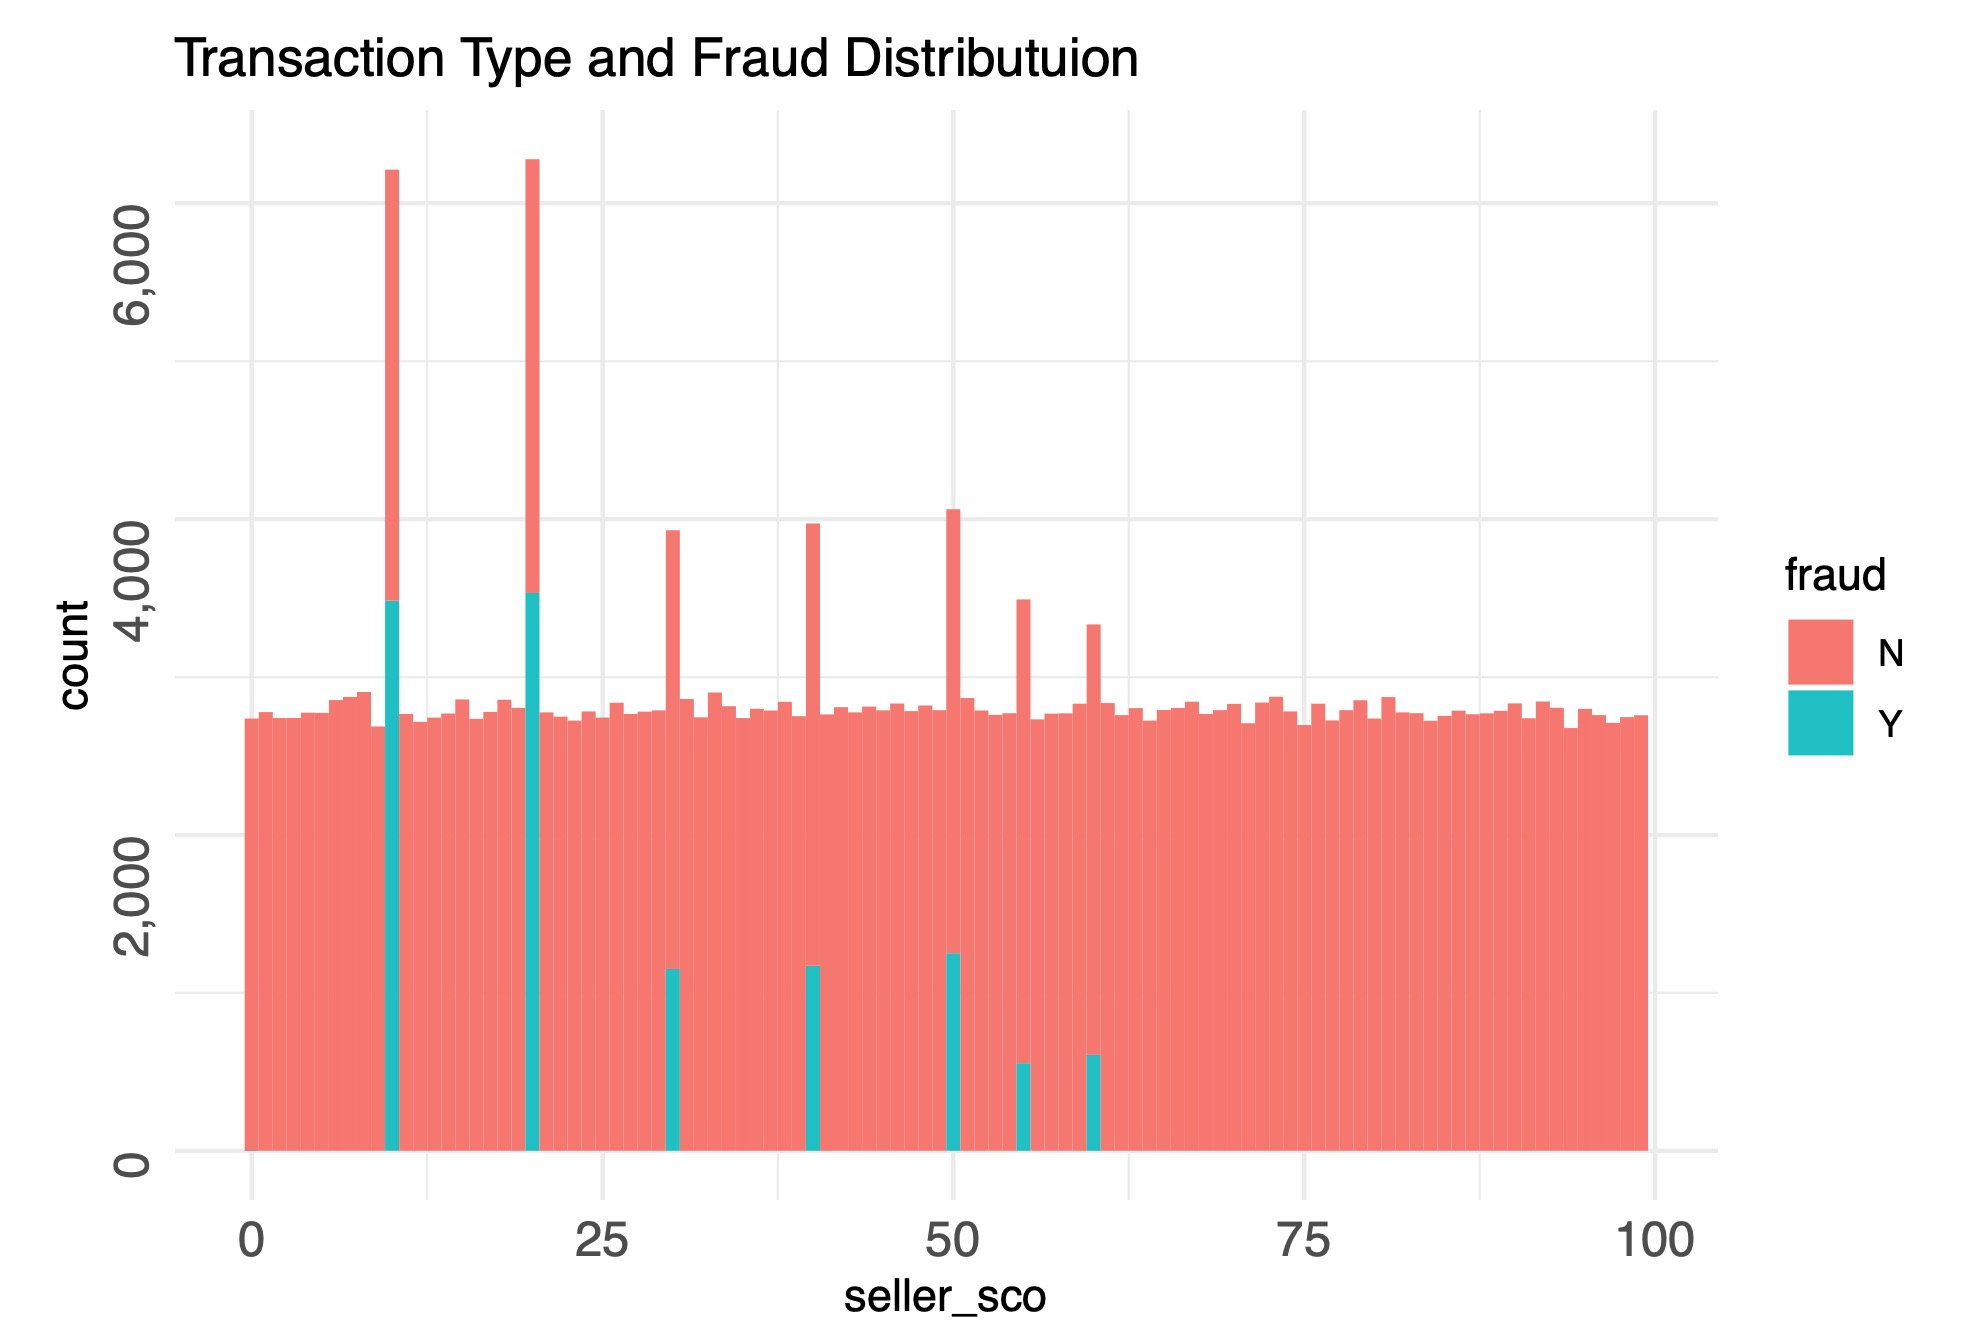 Transaction Type and Fraud Distributuion
count
6,000
4,000
2,000
0
0 25 50 75 100
seller_sco
fraud
N
Y